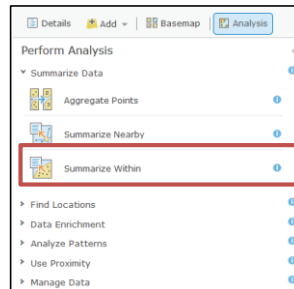 Details Add Basemap Analysis
Perform Analysis
Summarize Data
Aggregate Points
Summarize Nearby
Summarize Within
Find Locations
Data Enrichment
Analyze Patterns
Use Proximity
Manage Data